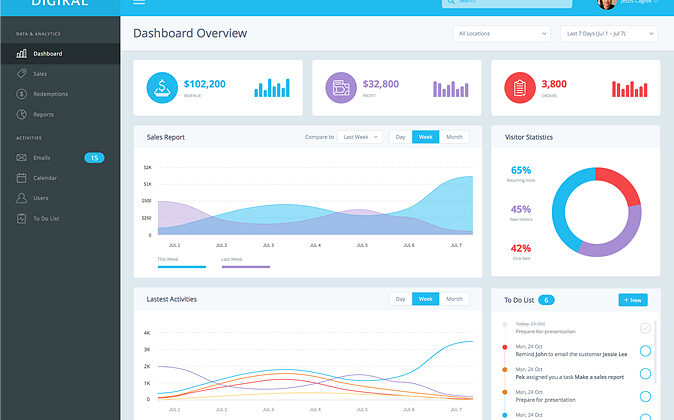 DIGIKAL
Search
Jesus Lagoe
DATA & ANALYTICS
Dashboard
Sales
Redemptions
Reports
ACTIVITIES
Emails 15
Calendar
Users
To Do List
Dashboard Overview
All Locations
Last 7 Days (Jul 1 – Jul 7)
$102,200
REVENUE
$32,800
PROFIT
3,800
ORDERS
Sales Report
Compare to Last Week
Day Week Month
$2K
$1K
$500
$250
0
JUL 1 JUL 2 JUL 3 JUL 4 JUL 5 JUL 6 JUL 7
This Week Last Week
Visitor Statistics
65%
Returning Visits
45%
New Visitors
42%
Click Rate
Lastest Activities
Day Week Month
4K
3K
2K
1K
0
JUL 1 JUL 2 JUL 3 JUL 4 JUL 5 JUL 6 JUL 7
To Do List 6
+ New
Today, 21 Oct
Prepare for presentation
Mon, 24 Oct
Remind John to email the customer Jessie Lee
Mon, 24 Oct
Pek assigned you a task Make a sales report
Mon, 24 Oct
Prepare for presentation
Mon, 24 Oct